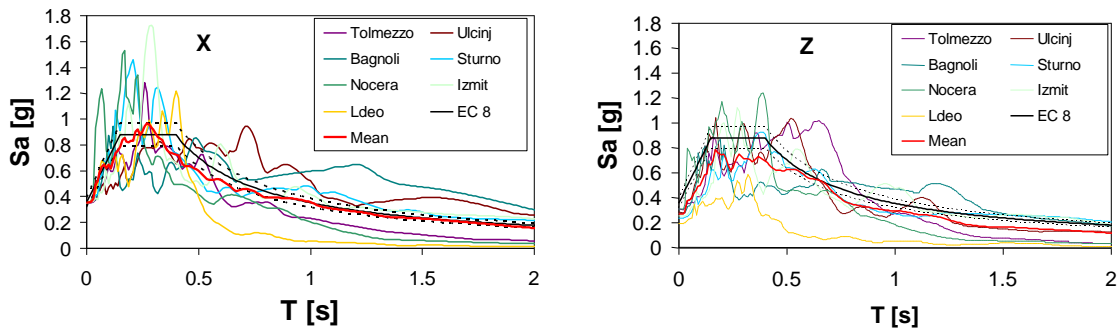 X
Sa [g]
1.8
1.6
1.4
1.2
1
0.8
0.6
0.4
0.2
0
0 0.5 1 1.5 2
T [s]
Tolmezzo Ulcinj
Bagnoli Sturno
Nocera Izmit
Ldeo EC 8
Mean
Z
Sa [g]
1.8
1.6
1.4
1.2
1
0.8
0.6
0.4
0.2
0
0 0.5 1 1.5 2
T [s]
Tolmezzo Ulcinj
Bagnoli Sturno
Nocera Izmit
Ldeo EC 8
Mean